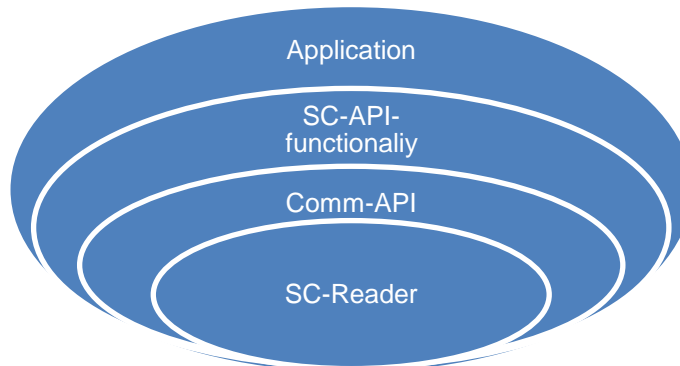 Application
SC-API-
functionaliy
Comm-API
SC-Reader